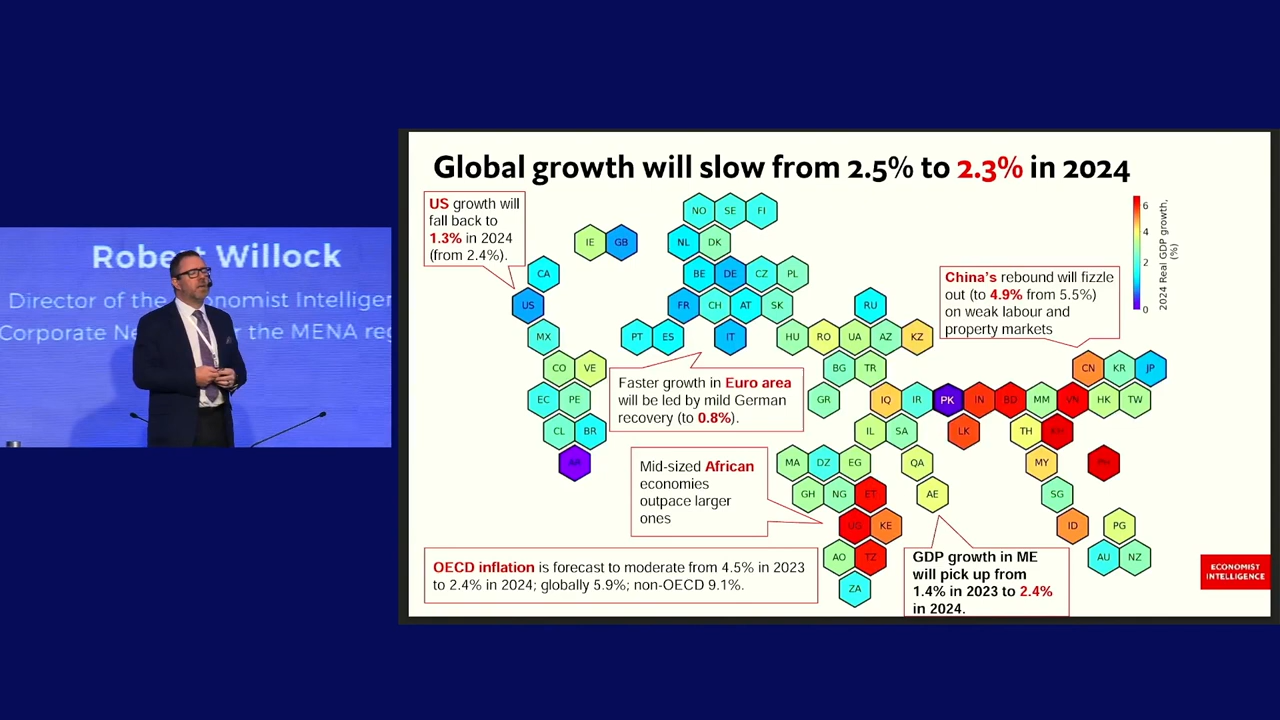 Robert Willock
Director of the Economist Intelligen
Corporate Ne for the MENA reg
Global growth will slow from 2.5% to 2.3% in 2024
US growth will
fall back to
1.3% in 2024
(from 2.4%).
NO SE FI
IE GB NL DK
CA BE DE CZ PL
US FR CH AT SK RU
MX PT ES IT HU RO UA AZ KZ
CO VE BG TR CN KR JP
EC PE GR IQ IR PK IN BD MM VN HK TW
CL BR IL SA LK TH KH
AR MA DZ EG QA MY PH
GH NG ET AE SG
UG KE ID PG
AO TZ AU NZ
ZA
6
4
2
0
2024 Real GDP growth,
(%)
China's rebound will fizzle
out (to 4.9% from 5.5%)
on weak labour and
property markets
Faster growth in Euro area
will be led by mild German
recovery (to 0.8%).
Mid-sized African
economies
outpace larger
ones
OECD inflation is forecast to moderate from 4.5% in 2023
to 2.4% in 2024; globally 5.9%; non-OECD 9.1%.
GDP growth in ME
will pick up from
1.4% in 2023 to 2.4%
in 2024.
ECONOMIST
INTELLIGENCE